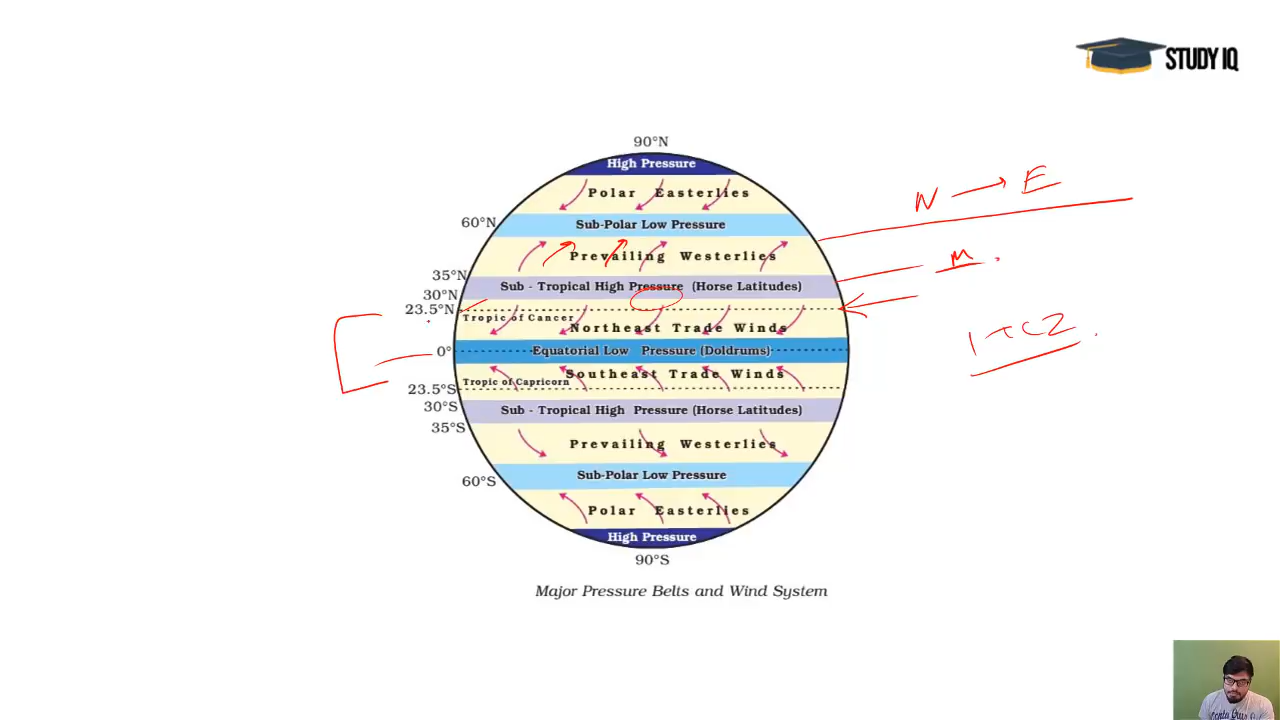 STUDY IQ
90°N
High Pressure
Polar Easterlies
N → E
60°N
Sub-Polar Low Pressure
Prevailing Westerlies
M
35°N
Sub - Tropical High Pressure (Horse Latitudes)
30°N
23.5°N
Tropic of Cancer
Northeast Trade Winds
ITCZ
0°
Equatorial Low Pressure (Doldrums)
Southeast Trade Winds
Tropic of Capricorn
23.5°S
30°S
Sub - Tropical High Pressure (Horse Latitudes)
35°S
Prevailing Westerlies
60°S
Sub-Polar Low Pressure
Polar Easterlies
High Pressure
90°S
Major Pressure Belts and Wind System